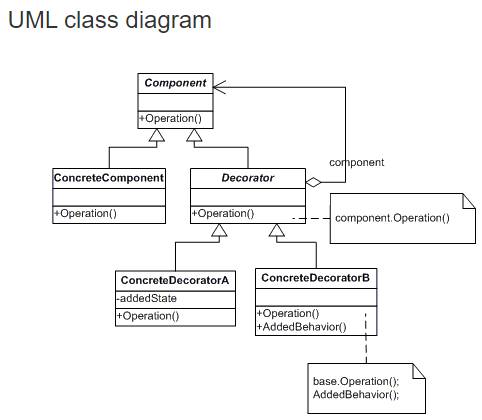 UML class diagram
Component
+Operation()
component
ConcreteComponent
+Operation()
Decorator
+Operation()
component.Operation()
ConcreteDecoratorA
-addedState
+Operation()
ConcreteDecoratorB
+Operation()
+AddedBehavior()
base.Operation();
AddedBehavior();